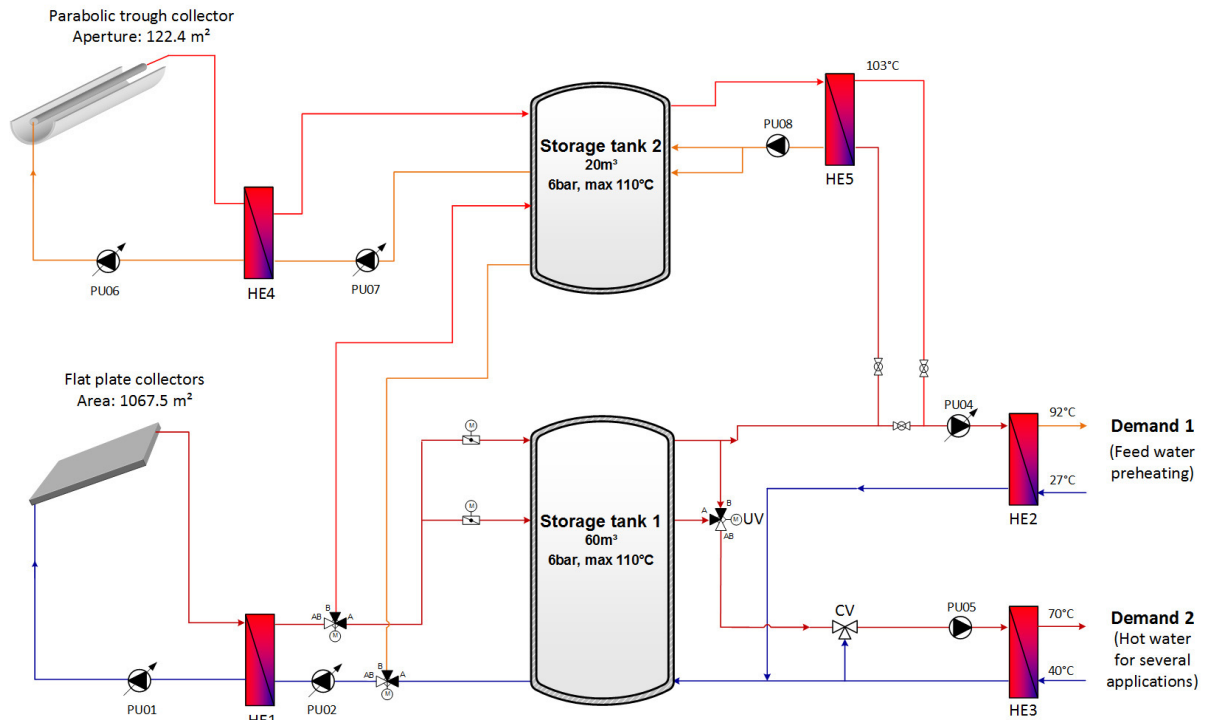 Parabolic trough collector
Aperture: 122.4 m²
103°C
PU08
Storage tank 2
20m³
6bar, max 110°C
HE5
PU06
HE4
PU07
Flat plate collectors
Area: 1067.5 m²
M
M
PU04
92°C
Demand 1
(Feed water
preheating)
27°C
HE2
Storage tank 1
60m³
6bar, max 110°C
B
A
M
UV
AB
B
AB
A
M
CV
PU05
70°C
Demand 2
(Hot water
for several
applications)
40°C
HE3
B
AB
A
M
PU01
HE1
PU02